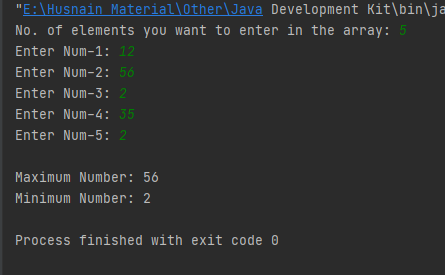 "E:\Husnain Material\Other\Java Development Kit\bin\ja
No. of elements you want to enter in the array: 5
Enter Num-1: 12
Enter Num-2: 56
Enter Num-3: 2
Enter Num-4: 35
Enter Num-5: 2
Maximum Number: 56
Minimum Number: 2
Process finished with exit code 0